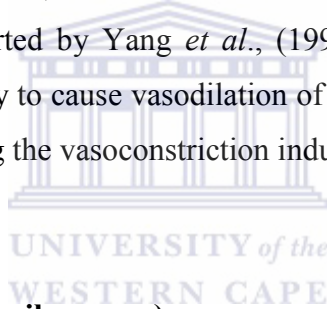 rted by Yang et al., (199
y to cause vasodilation of
g the vasoconstriction indu
UNIVERSITY of the
WESTERN CAPE